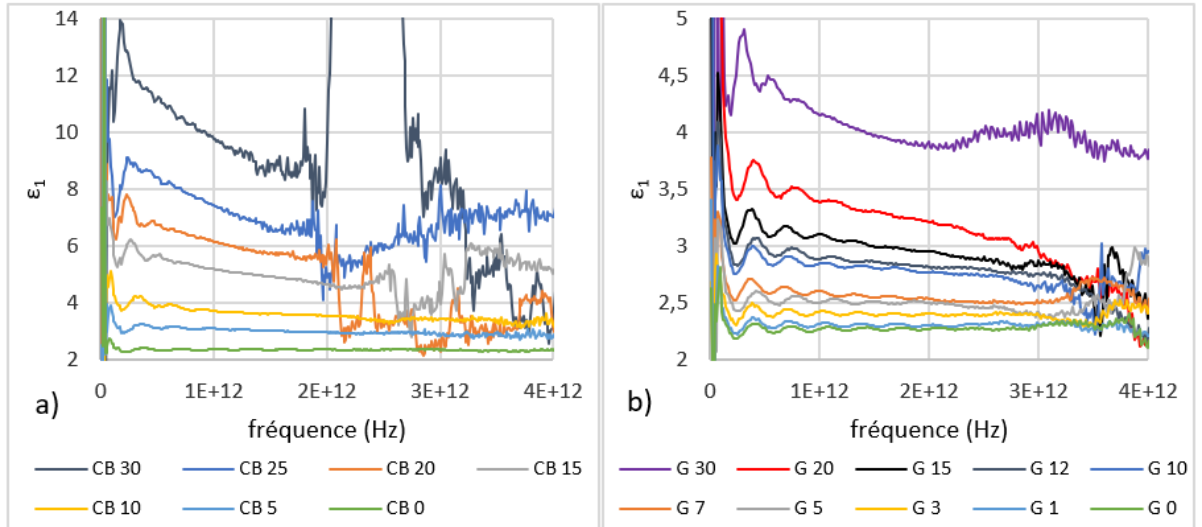 14
12
10
8
6
4
2
ε1
0
1E+12
2E+12
3E+12
4E+12
a)
fréquence (Hz)
CB 30
CB 25
CB 20
CB 15
CB 10
CB 5
CB 0
5
4,5
4
3,5
3
2,5
2
ε1
0
1E+12
2E+12
3E+12
4E+12
b)
fréquence (Hz)
G 30
G 20
G 15
G 12
G 10
G 7
G 5
G 3
G 1
G 0